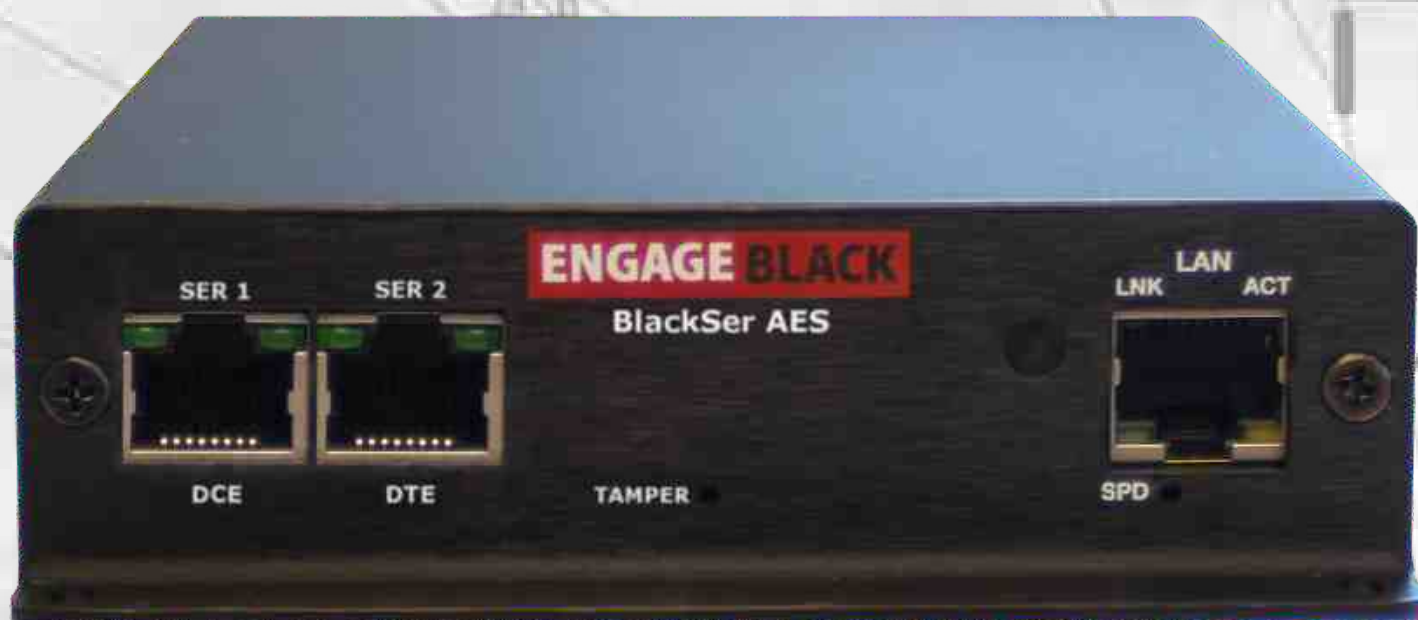 ENGAGE BLACK
BlackSer AES
SER 1
SER 2
DCE
DTE
TAMPER
LAN
LNK
ACT
SPD